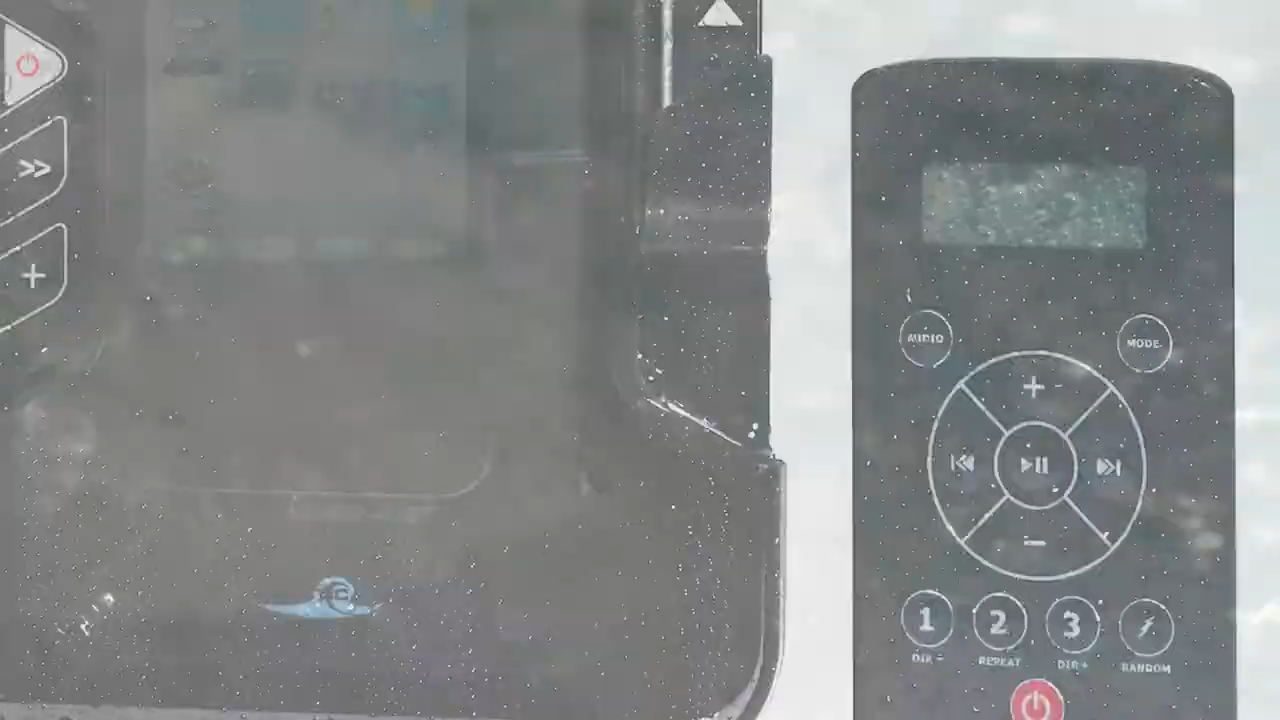 AUDIO
MODE
1 2 3
DIR - REPEAT DIR + RANDOM